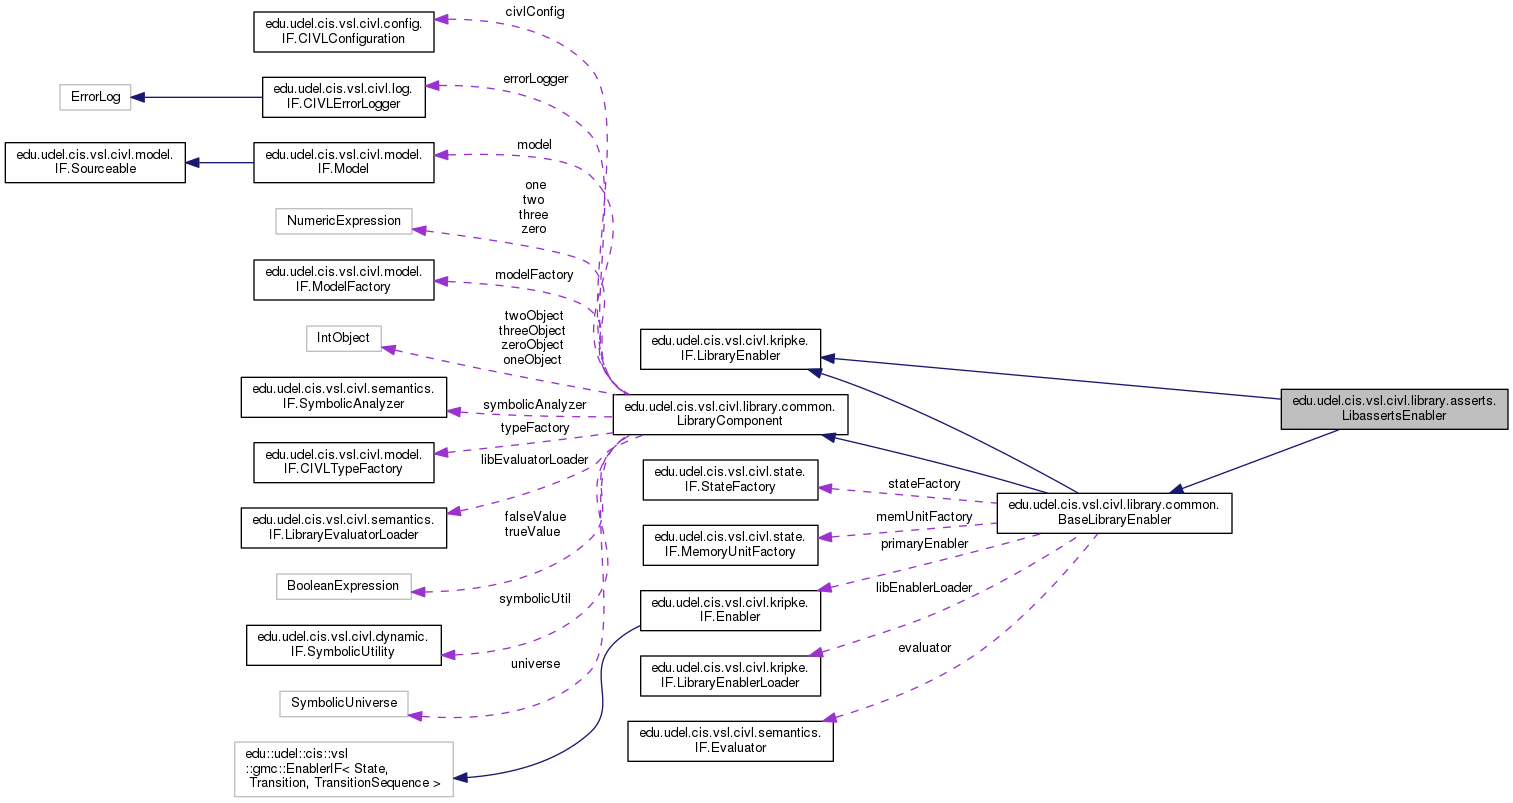 civlConfig
edu.udel.cis.vsl.civl.config.
IF.CIVLConfiguration
errorLogger
ErrorLog
edu.udel.cis.vsl.civl.log.
IF.CIVLErrorLogger
model
edu.udel.cis.vsl.civl.model.
IF.Sourceable
edu.udel.cis.vsl.civl.model.
IF.Model
one
two
three
zero
NumericExpression
modelFactory
edu.udel.cis.vsl.civl.model.
IF.ModelFactory
twoObject
threeObject
zeroObject
oneObject
IntObject
edu.udel.cis.vsl.civl.kripke.
IF.LibraryEnabler
edu.udel.cis.vsl.civl.semantics.
IF.SymbolicAnalyzer
symbolicAnalyzer
edu.udel.cis.vsl.civl.library.common.
LibraryComponent
edu.udel.cis.vsl.civl.library.asserts.
LibassertsEnabler
typeFactory
edu.udel.cis.vsl.civl.model.
IF.CIVLTypeFactory
libEvaluatorLoader
edu.udel.cis.vsl.civl.state.
IF.StateFactory
stateFactory
edu.udel.cis.vsl.civl.library.common.
BaseLibraryEnabler
edu.udel.cis.vsl.civl.semantics.
IF.LibraryEvaluatorLoader
falseValue
trueValue
memUnitFactory
edu.udel.cis.vsl.civl.state.
IF.MemoryUnitFactory
primaryEnabler
BooleanExpression
libEnablerLoader
symbolicUtil
edu.udel.cis.vsl.civl.kripke.
IF.Enabler
edu.udel.cis.vsl.civl.dynamic.
IF.SymbolicUtility
evaluator
universe
edu.udel.cis.vsl.civl.kripke.
IF.LibraryEnablerLoader
SymbolicUniverse
edu.udel.cis.vsl.civl.semantics.
IF.Evaluator
edu::udel::cis::vsl
::gmc::EnablerIF< State,
Transition, TransitionSequence >